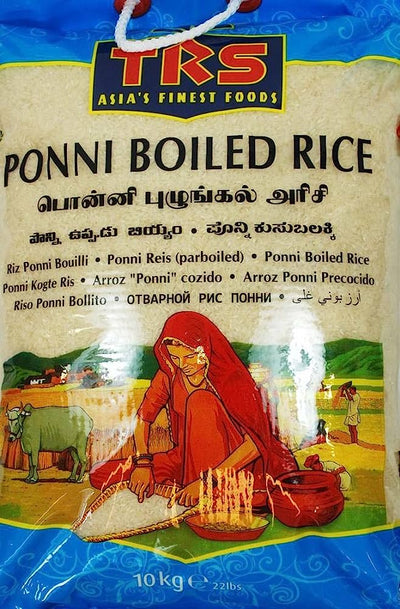 TRS
ASIA'S FINEST FOODS
PONNI BOILED RICE
பொன்னி புழுங்கல் அரிசி
పొన్ని ఉప్పుడు బియ్యం • ಪೊನ್ನಿ ಕುಸುಬಲಕ್ಕಿ
Riz Ponni Bouilli • Ponni Reis (parboiled) • Ponni Boiled Rice
Ponni Kogte Ris • Arroz "Ponni" cozido • Arroz Ponni Precocido
Riso Ponni Bollito • ОТВАРНОЙ РИС ПОННИ • ارز بوني غلى
10kg e 22lbs